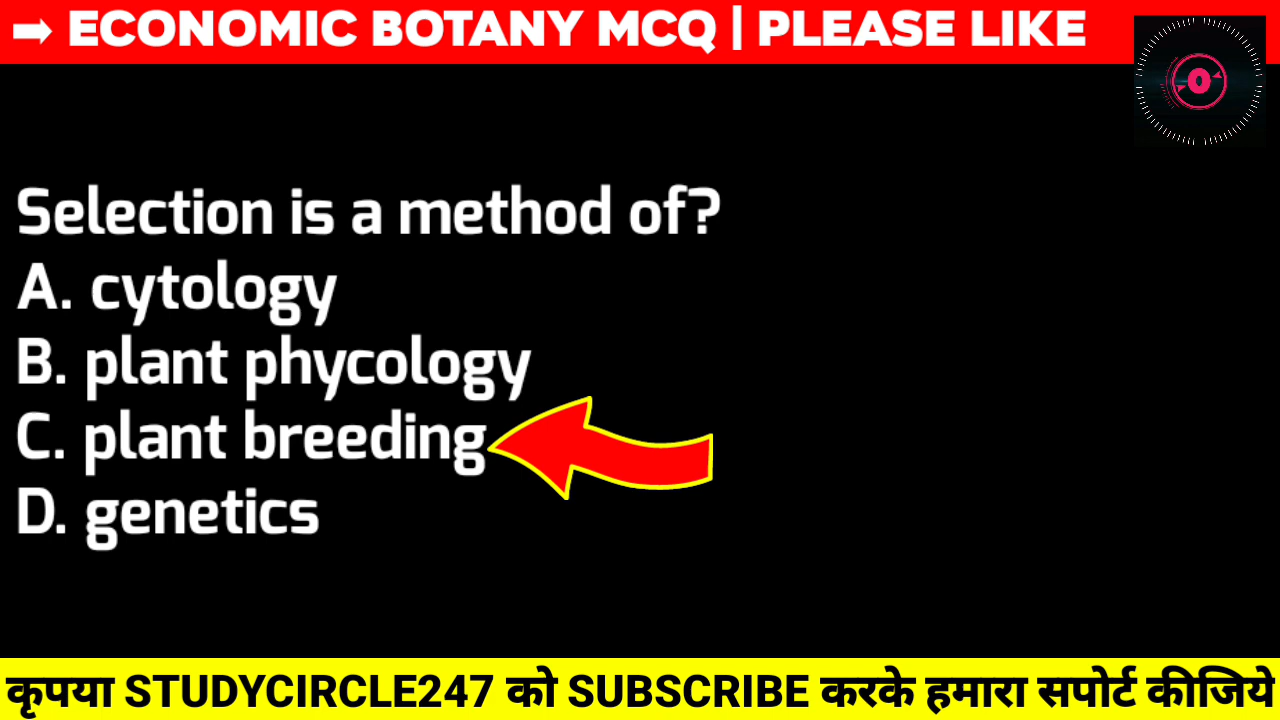 ➡ ECONOMIC BOTANY MCQ | PLEASE LIKE
0
Selection is a method of?
A. cytology
B. plant phycology
C. plant breeding
D. genetics
कृपया STUDYCIRCLE247 को SUBSCRIBE करके हमारा सपोर्ट कीजिये